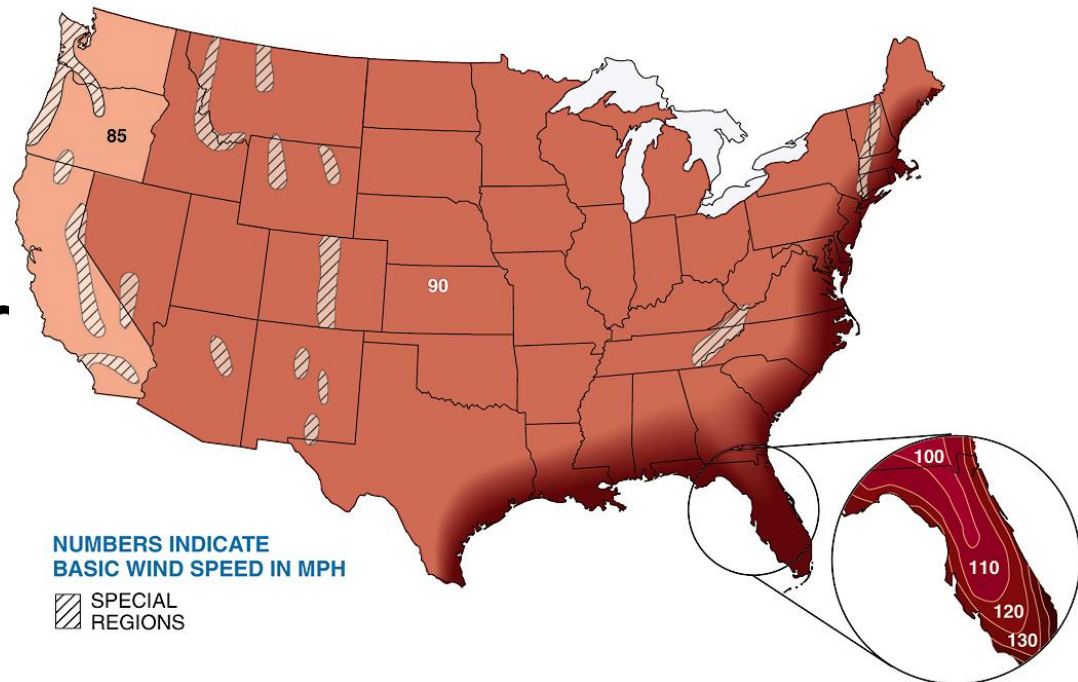 85
90
100
110
120
130
NUMBERS INDICATE
BASIC WIND SPEED IN MPH
SPECIAL
REGIONS